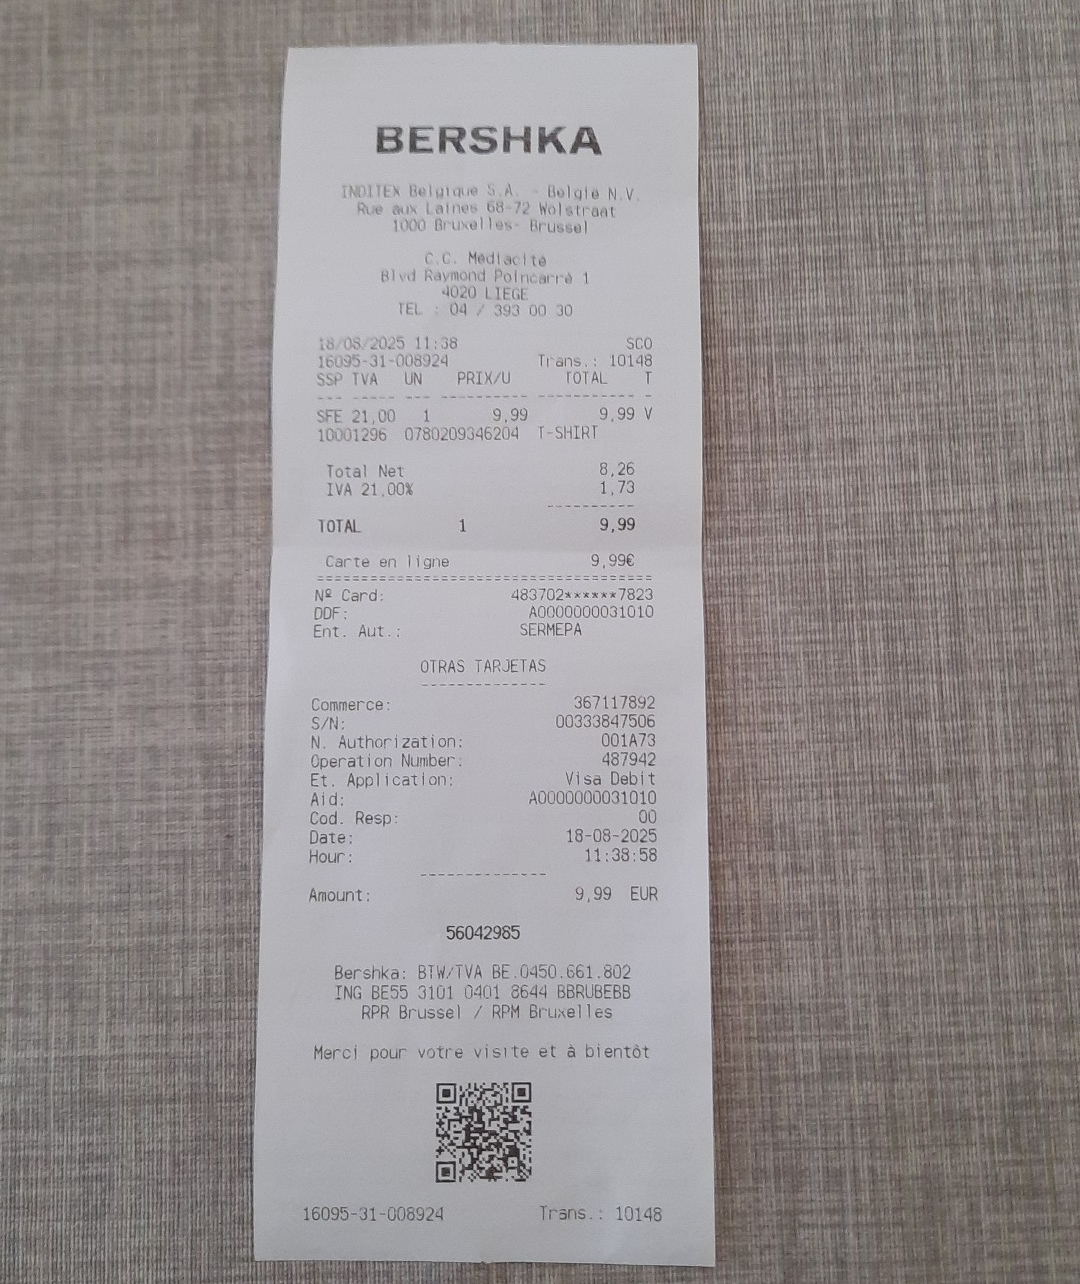 BERSHKA
INDITEX Belgique S.A. - Belgïe N.V.
Rue aux Laines 68-72 Wolstraat
1000 Bruxelles- Brussel
C.C. Médiacité
Blvd Raymond Poincarré 1
4020 LIEGE
TEL : 04 / 393 00 30
18/08/2025 11:38 SCO
16095-31-008924 Trans.: 10148
SSP TVA UN PRIX/U TOTAL T
--- ----- --- ---------- ----------- -
SFE 21,00 1 9,99 9,99 V
10001296 0780209346204 T-SHIRT
Total Net 8,26
IVA 21,00% 1,73
----------
TOTAL 1 9,99
Carte en ligne 9,99€
======================================
Nº Card: 483702******7823
DDF: A0000000031010
Ent. Aut.: SERMEPA
OTRAS TARJETAS
--------------
Commerce: 367117892
S/N: 00333847506
N. Authorization: 001A73
Operation Number: 487942
Et. Application: Visa Debit
Aid: A0000000031010
Cod. Resp: 00
Date: 18-08-2025
Hour: 11:38:58
--------------
Amount: 9,99 EUR
56042985
Bershka: BTW/TVA BE.0450.661.802
ING BE55 3101 0401 8644 BBRUBEBB
RPR Brussel / RPM Bruxelles
Merci pour votre visite et à bientôt
16095-31-008924 Trans.: 10148